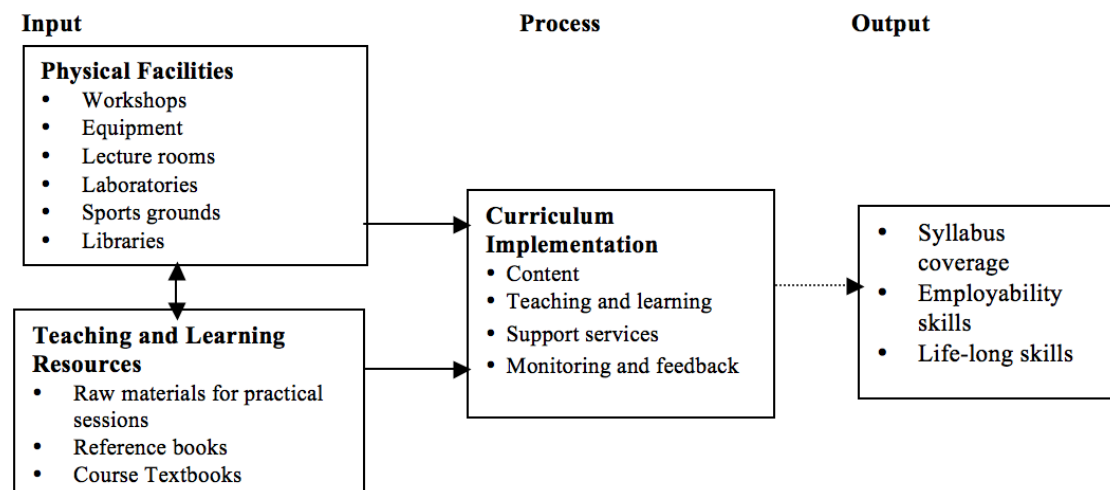 Input Process Output
Physical Facilities
• Workshops
• Equipment
• Lecture rooms
• Laboratories
• Sports grounds
• Libraries
Teaching and Learning
Resources
• Raw materials for practical
sessions
• Reference books
• Course Textbooks
Curriculum
Implementation
• Content
• Teaching and learning
• Support services
• Monitoring and feedback
• Syllabus
coverage
• Employability
skills
• Life-long skills